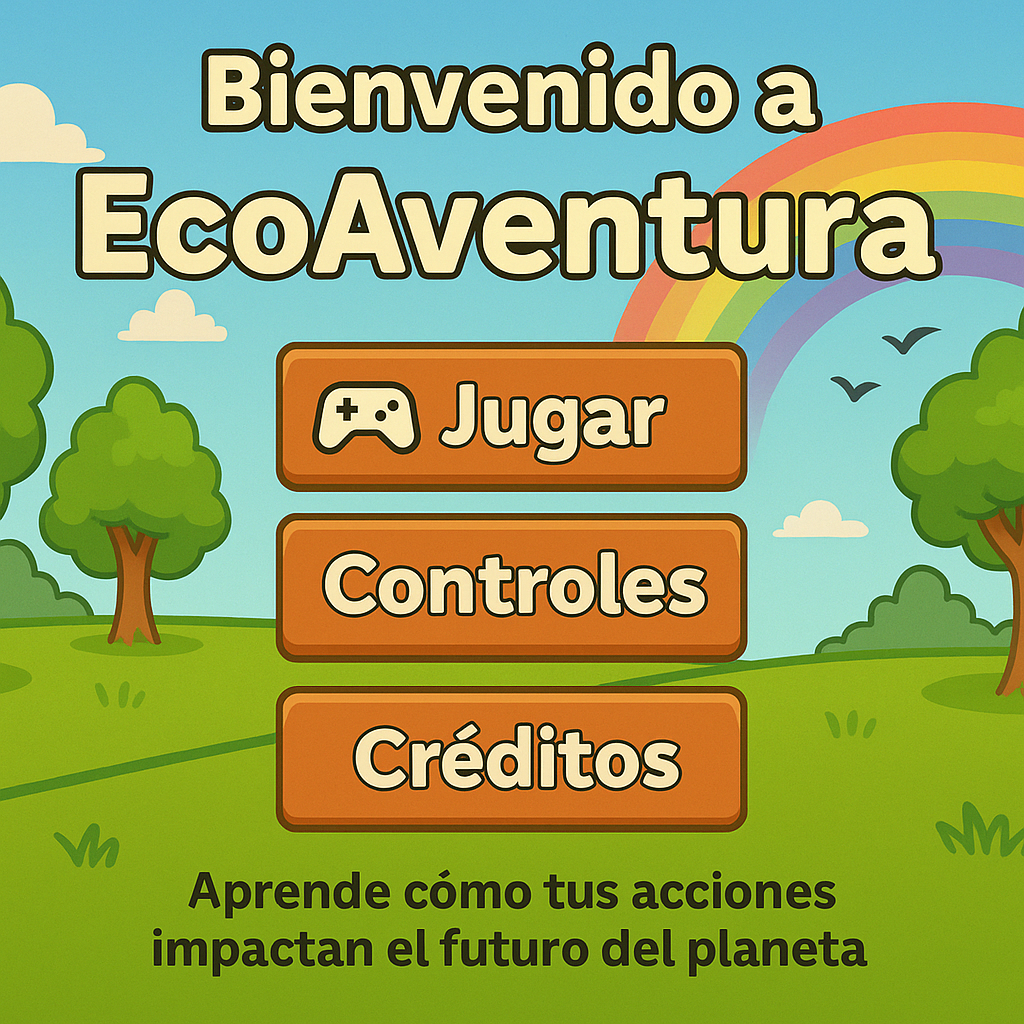 Bienvenido a
EcoAventura
Jugar
Controles
Créditos
Aprende cómo tus acciones
impactan el futuro del planeta